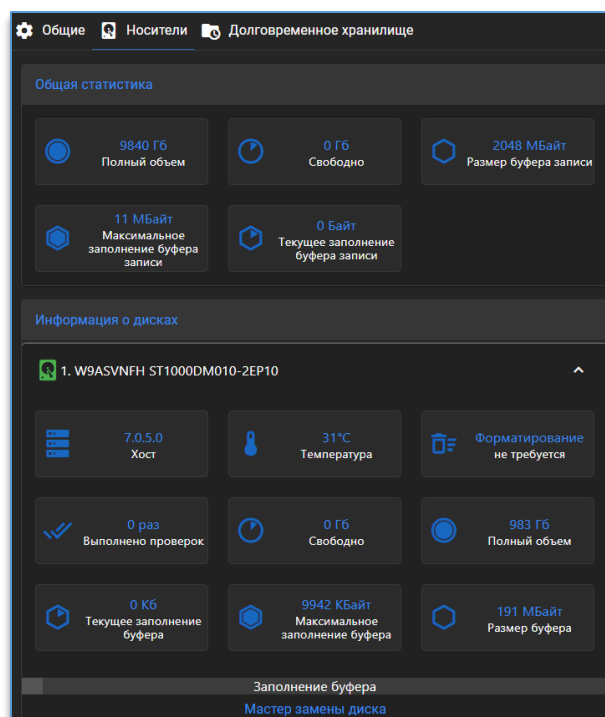 Общие Носители Долговременное хранилище
Общая статистика
9840 Гб
Полный объем
0 Гб
Свободно
2048 МБайт
Размер буфера записи
11 МБайт
Максимальное
заполнение буфера
записи
0 Байт
Текущее заполнение
буфера записи
Информация о дисках
1. W9ASVNFH ST1000DM010-2EP10
7.0.5.0
Хост
31°C
Температура
Форматирование
не требуется
0 раз
Выполнено проверок
0 Гб
Свободно
983 Гб
Полный объем
0 Кб
Текущее заполнение
буфера
9942 КБайт
Максимальное
заполнение буфера
191 МБайт
Размер буфера
Заполнение буфера
Мастер замены диска